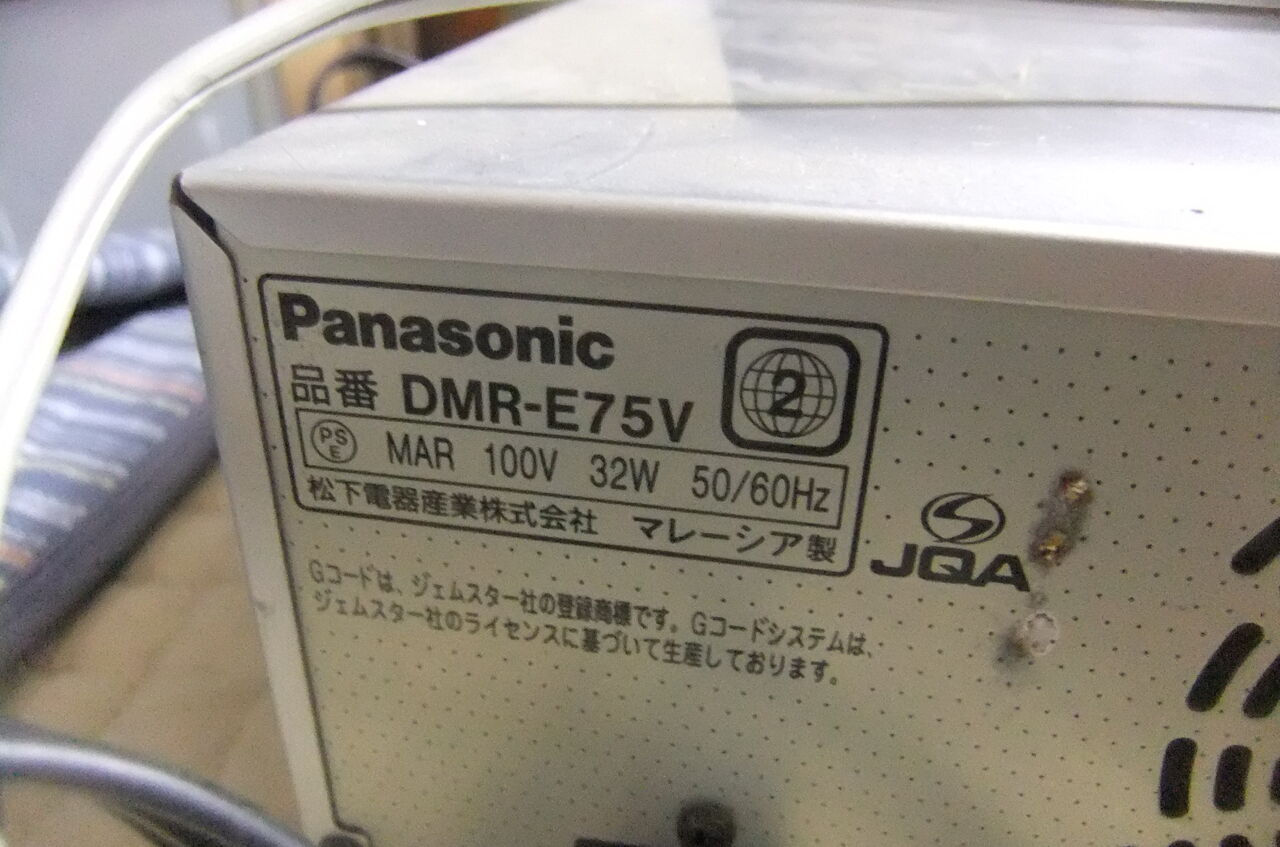 Panasonic
品番 DMR-E75V
2
PSE MAR 100V 32W 50/60Hz
松下電器産業株式会社 マレーシア製
JQA
Gコードは、ジェムスター社の登録商標です。Gコードシステムは、
ジェムスター社のライセンスに基づいて生産しております。